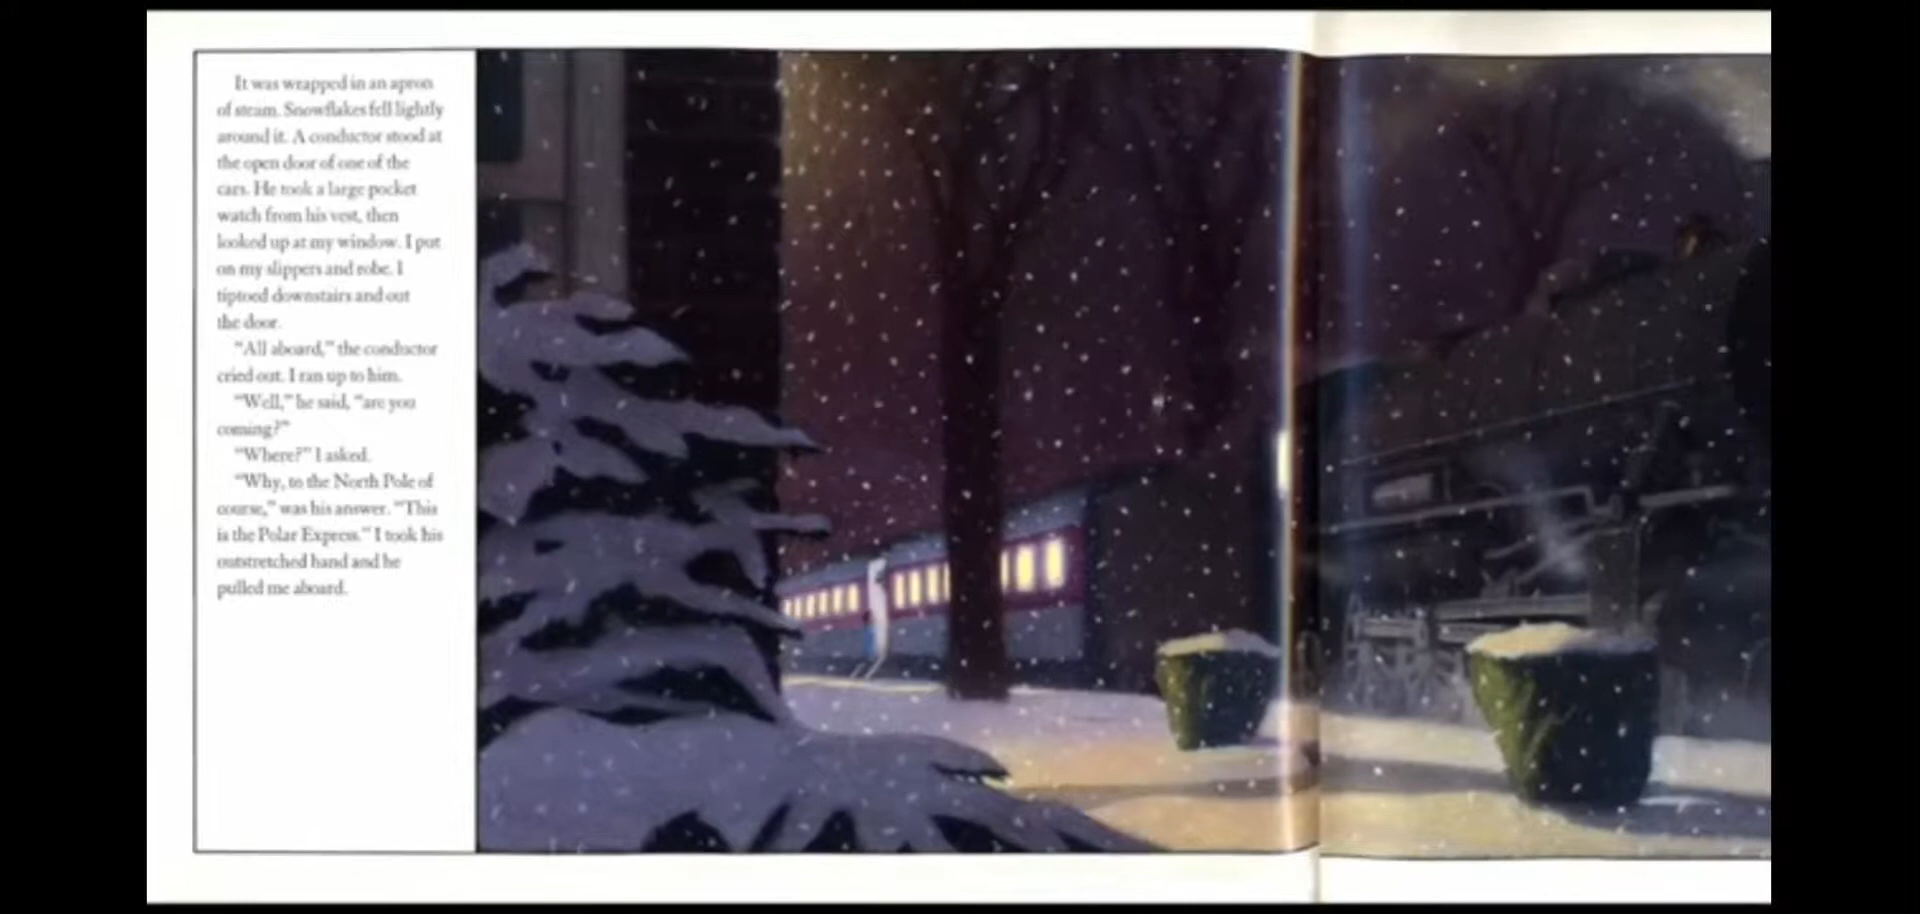 It was wrapped in an apron
of steam. Snowflakes fell lightly
around it. A conductor stood at
the open door of one of the
cars. He took a large pocket
watch from his vest, then
looked up at my window. I put
on my slippers and robe. I
tiptoed downstairs and out
the door.
"All aboard," the conductor
cried out. I ran up to him.
"Well," he said, "are you
coming?"
"Where?" I asked.
"Why, to the North Pole of
course," was his answer. "This
is the Polar Express." I took his
outstretched hand and he
pulled me aboard.